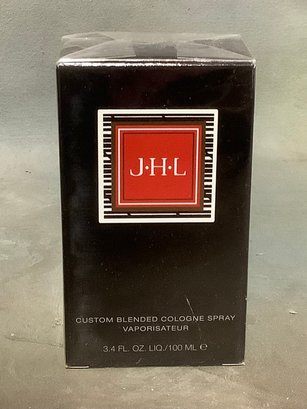 J·H·L
CUSTOM BLENDED COLOGNE SPRAY
VAPORISATEUR
3.4 FL. OZ. LIQ./100 ML ℮